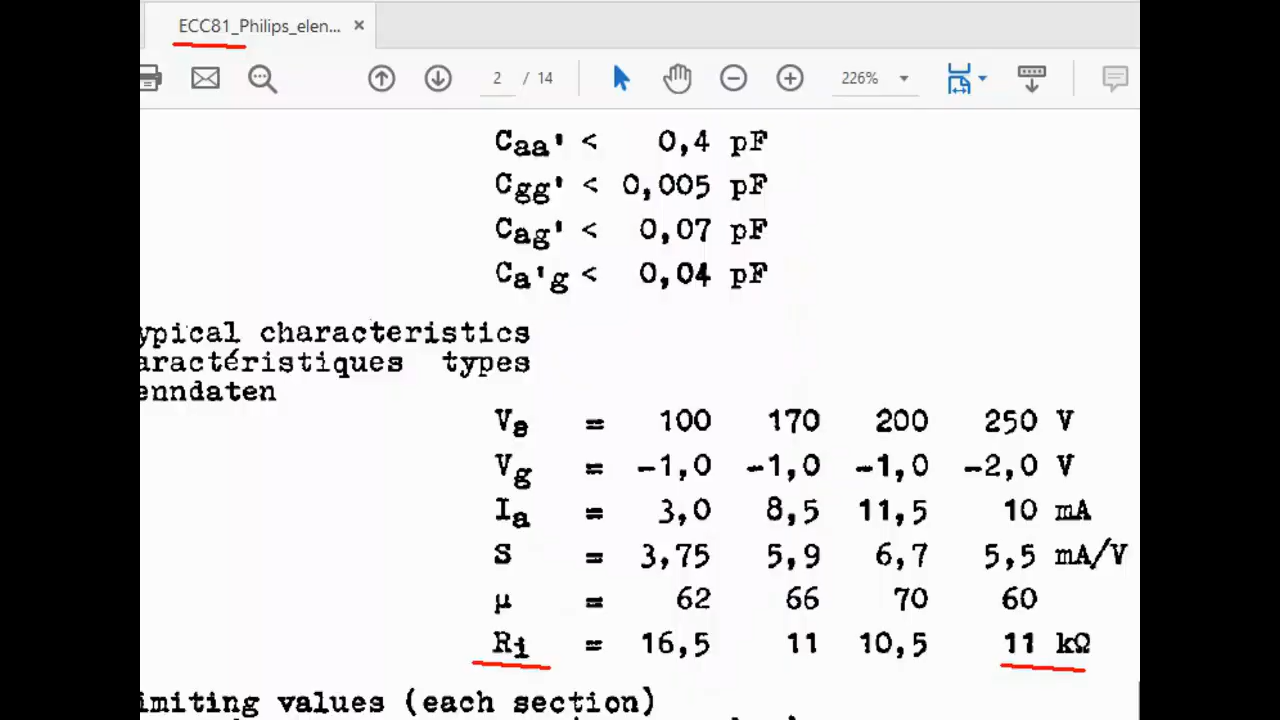 ECC81_Philips_elen... ×
2 / 14 226%
Caa' < 0,4 pF
Cgg' < 0,005 pF
Cag' < 0,07 pF
Ca'g < 0,04 pF
ypical characteristics
aractéristiques types
enndaten
Va = 100 170 200 250 V
Vg = -1,0 -1,0 -1,0 -2,0 V
Ia = 3,0 8,5 11,5 10 mA
S = 3,75 5,9 6,7 5,5 mA/V
μ = 62 66 70 60
Ri = 16,5 11 10,5 11 kΩ
imiting values (each section)